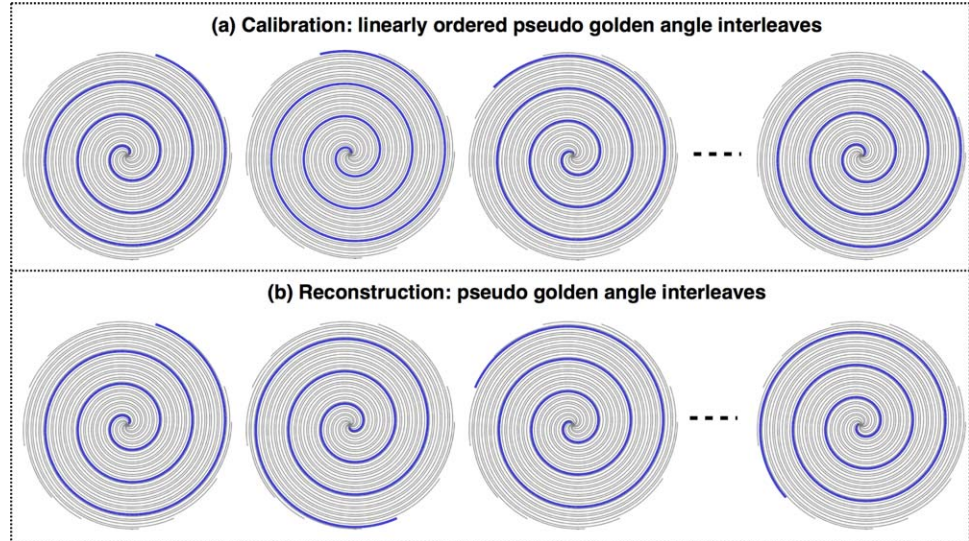 (a) Calibration: linearly ordered pseudo golden angle interleaves
(b) Reconstruction: pseudo golden angle interleaves